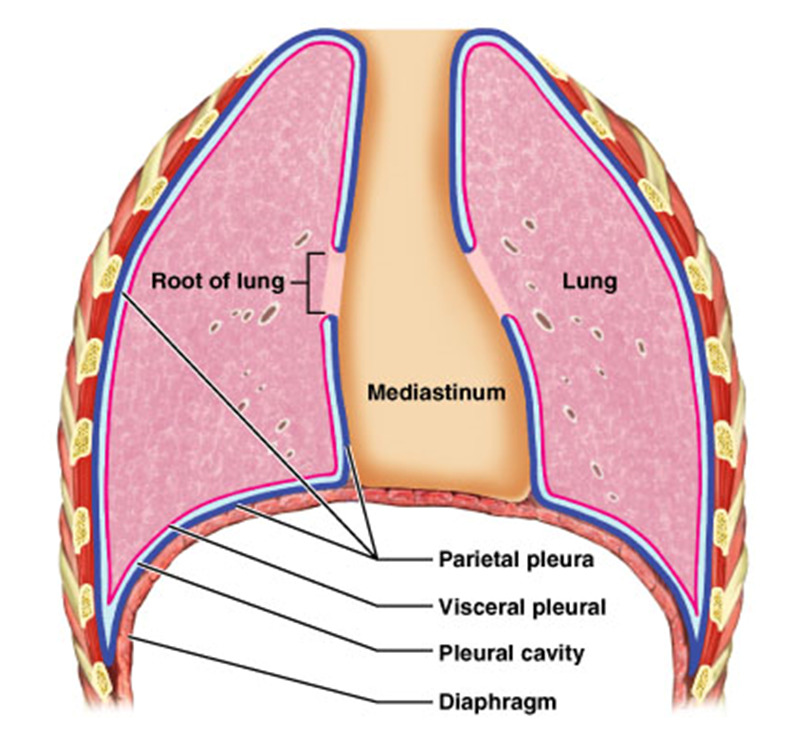 Root of lung
Lung
Mediastinum
Parietal pleura
Visceral pleural
Pleural cavity
Diaphragm